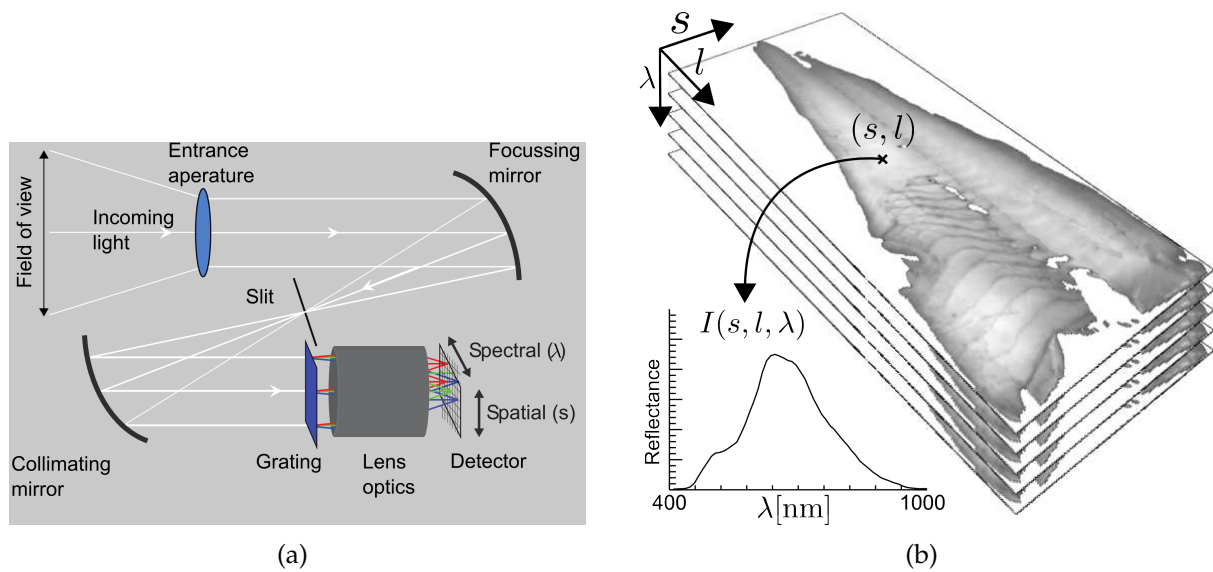 Field of view
Incoming
light
Entrance
aperature
Focussing
mirror
Slit
Spectral (λ)
Spatial (s)
Collimating
mirror
Grating
Lens
optics
Detector
(a)
s
l
λ
(s, l)
I(s, l, λ)
Reflectance
400
λ[nm]
1000
(b)